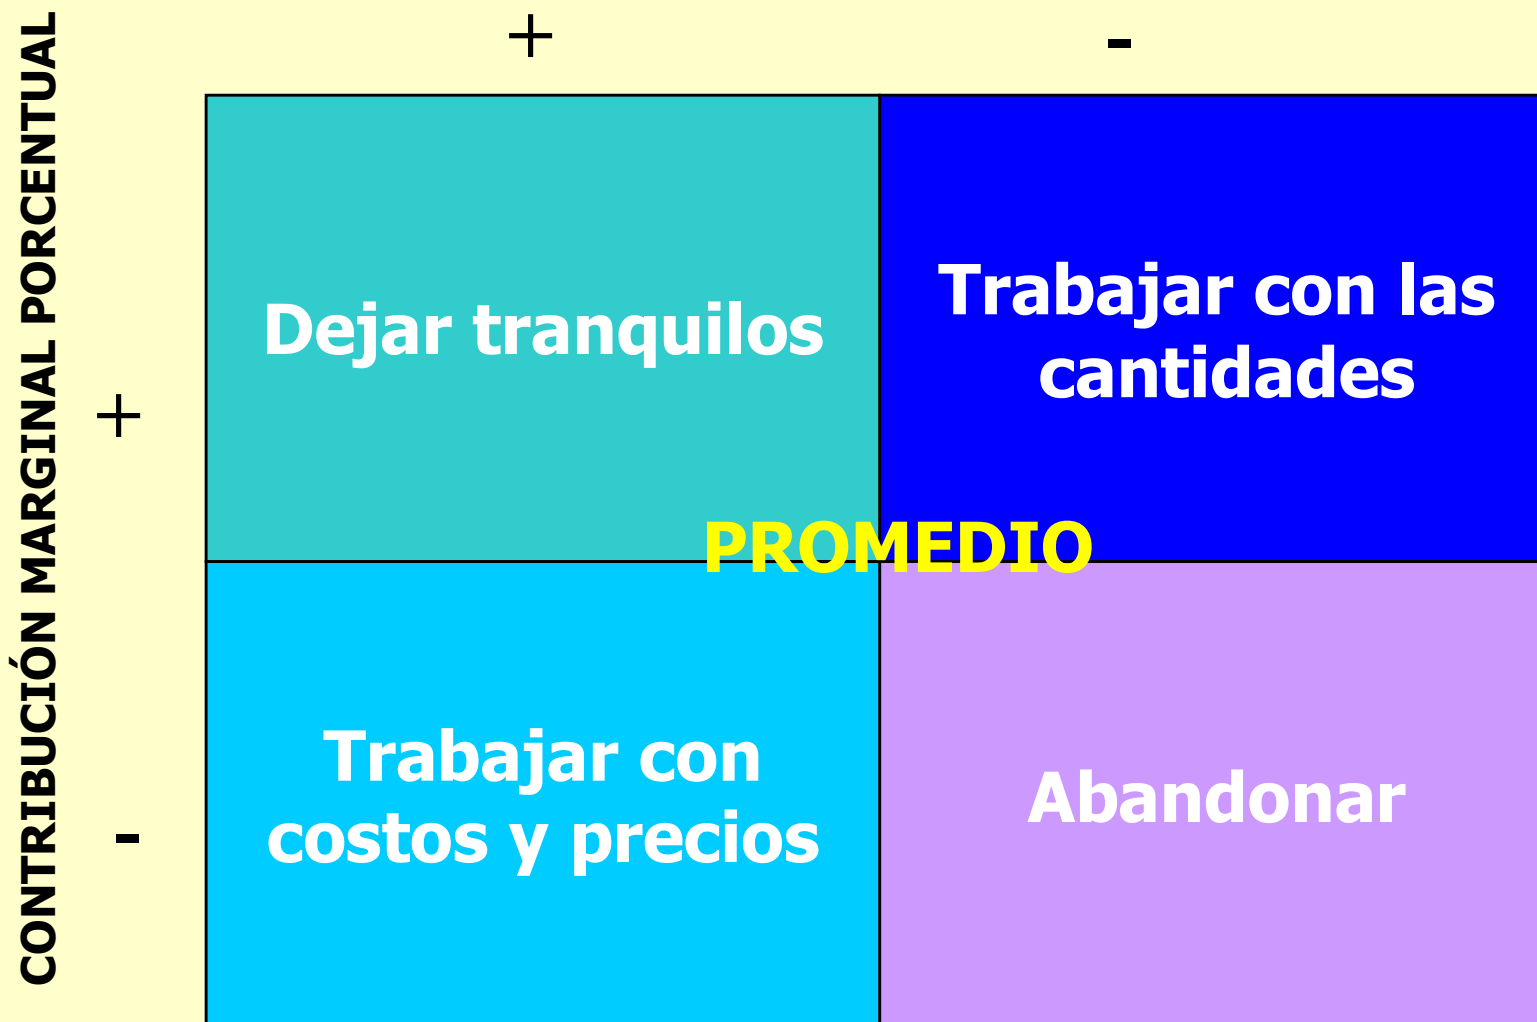 +
-
CONTRIBUCIÓN MARGINAL PORCENTUAL
+
-
Dejar tranquilos
Trabajar con las
cantidades
PROMEDIO
Trabajar con
costos y precios
Abandonar